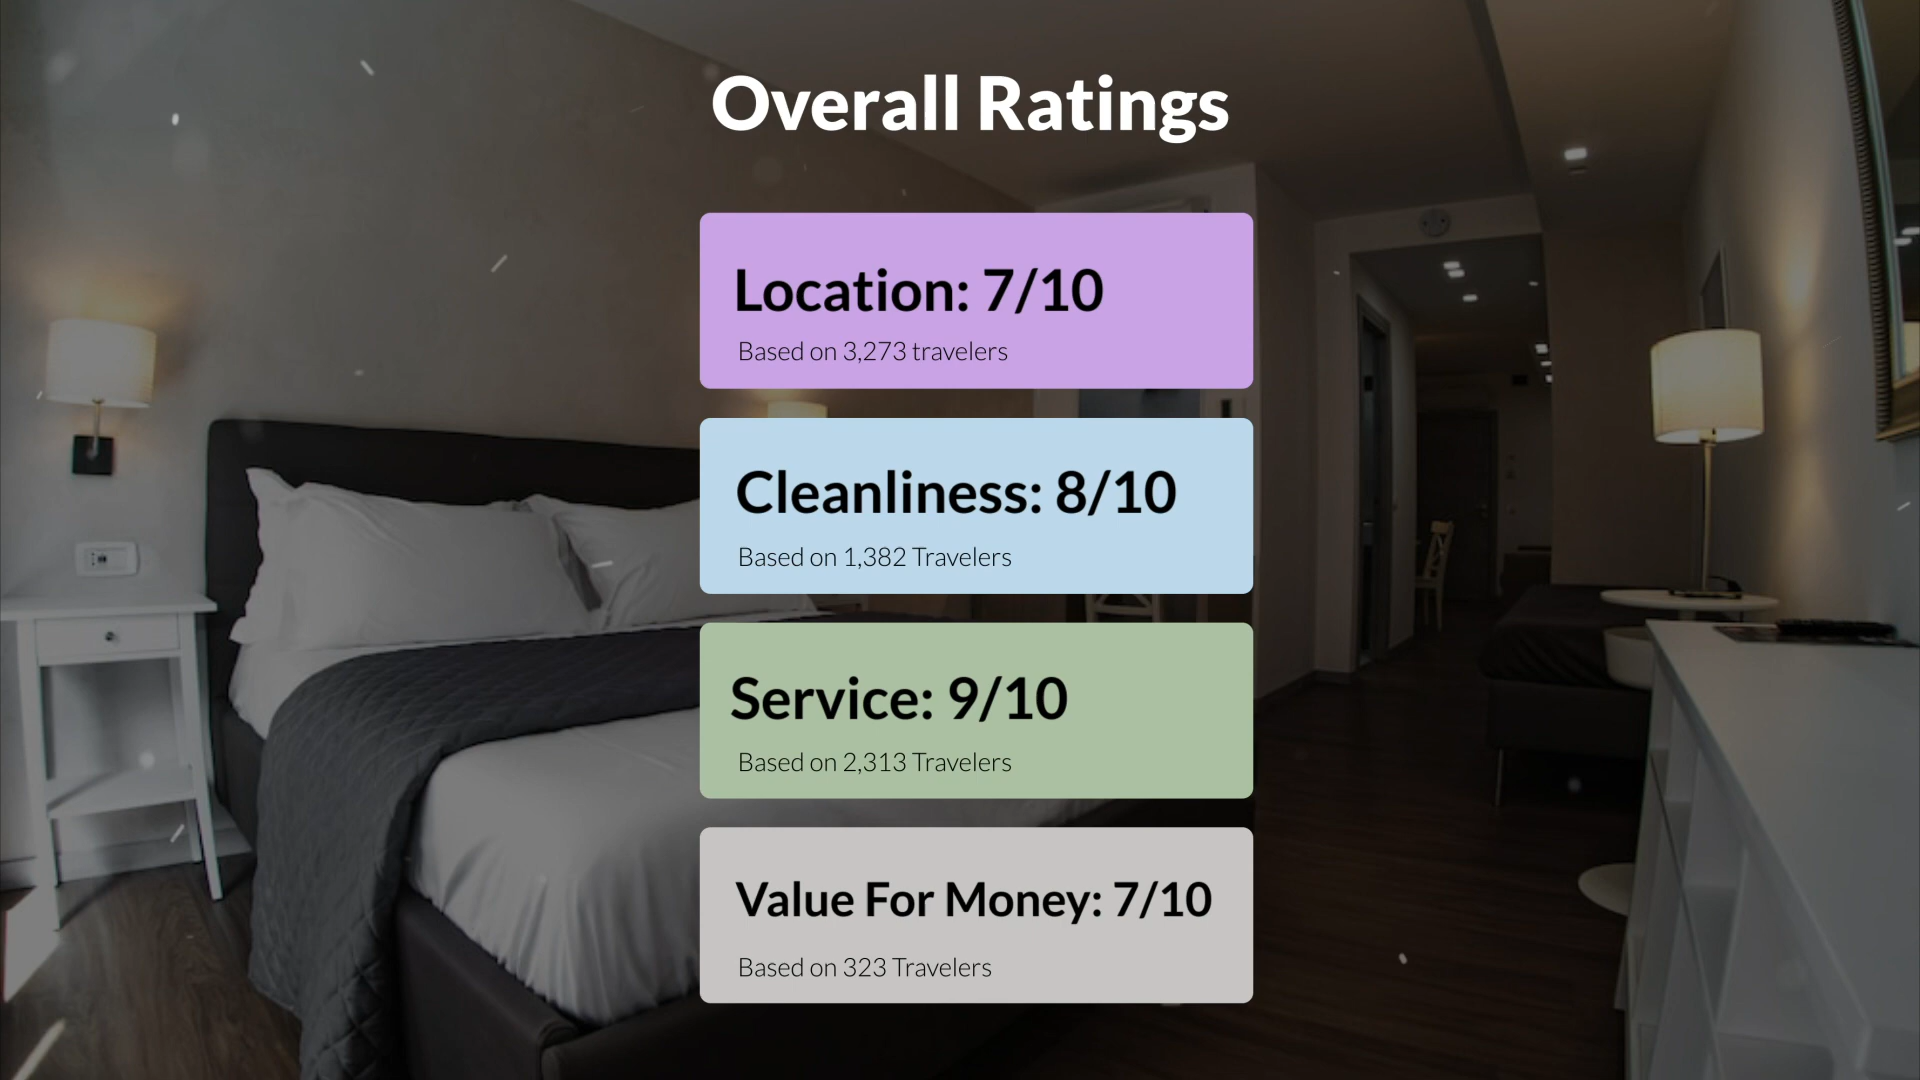 Overall Ratings
Location: 7/10
Based on 3,273 travelers
Cleanliness: 8/10
Based on 1,382 Travelers
Service: 9/10
Based on 2,313 Travelers
Value For Money: 7/10
Based on 323 Travelers